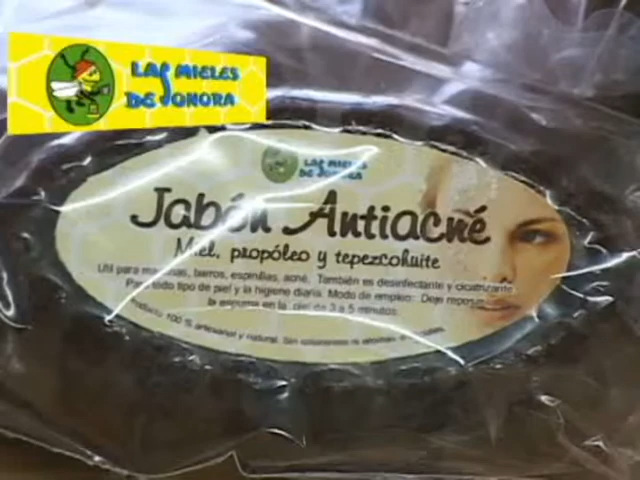 LAS MIELES
DE SONORA
LAS MIELES
DE SONORA
Jabón Antiacné
Miel, propóleo y tepezcohuite
Util para manchas, barros, espinillas, acné. También es desinfectante y cicatrizante.
Para todo tipo de piel y la higiene diaria. Modo de empleo: Deje reposar
la espuma en la piel de 3 a 5 minutos.
Producto 100 % artesanal y natural. Sin colorantes ni